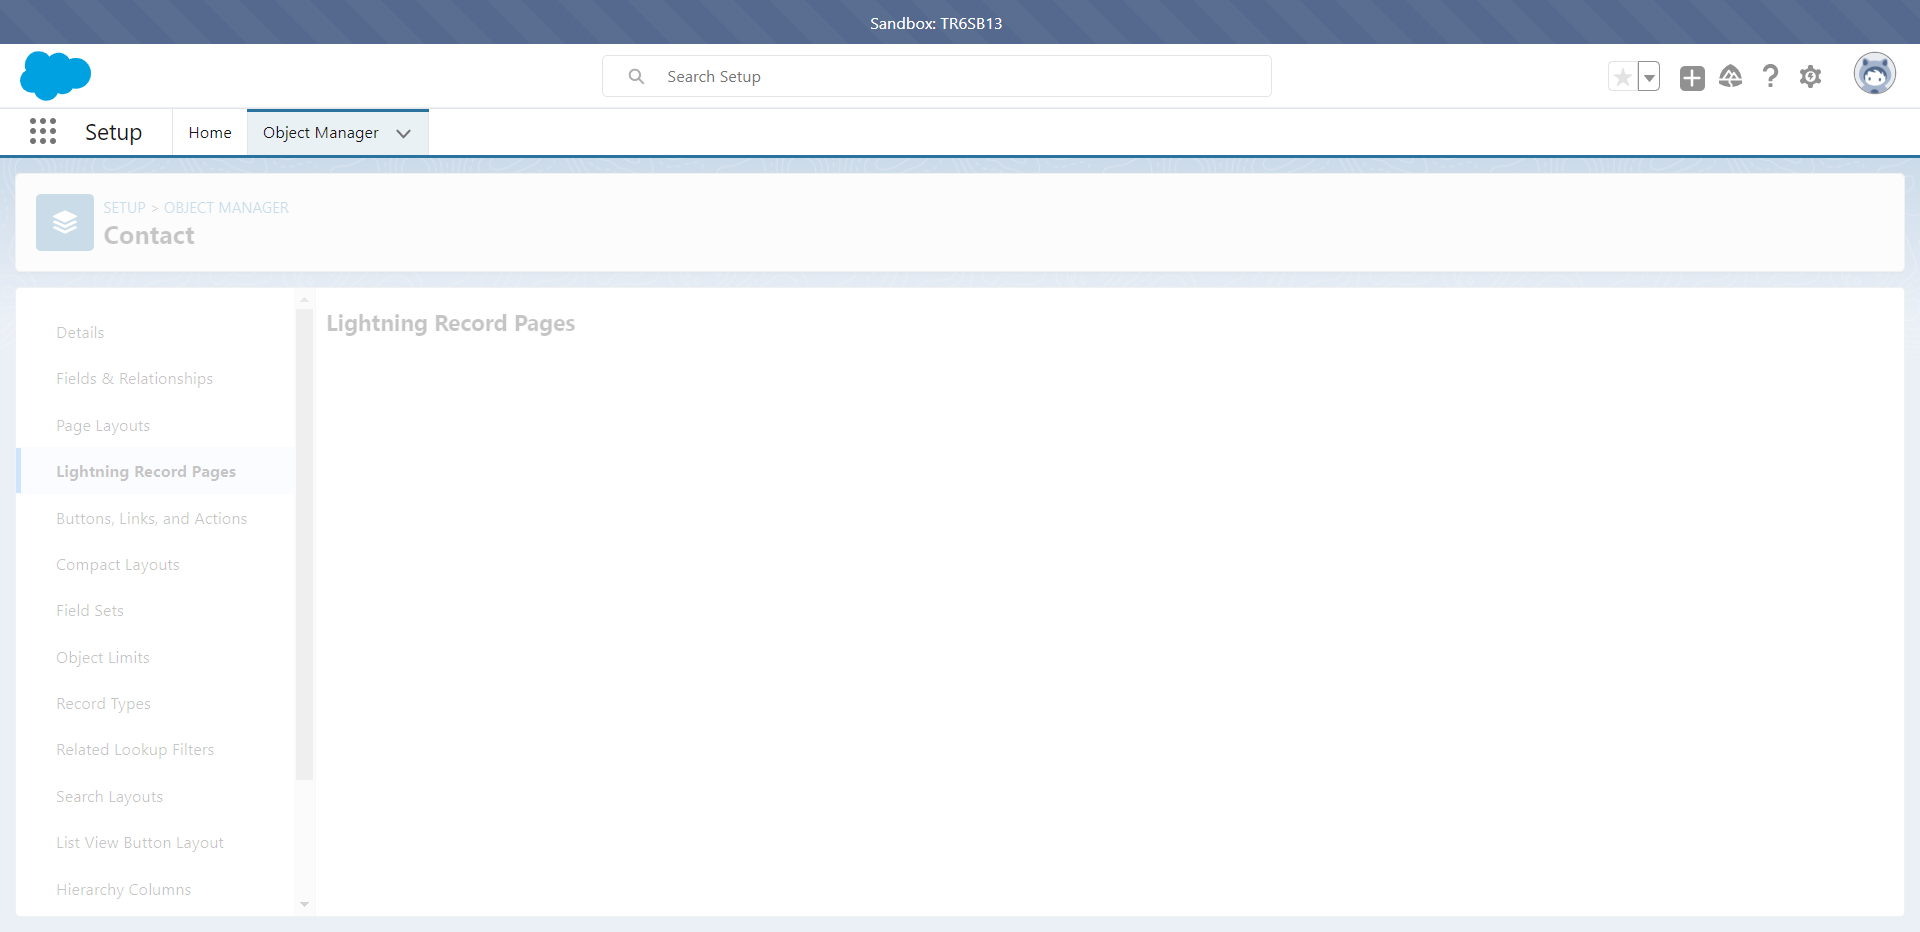 Sandbox: TR6SB13
Search Setup
Setup
Home
Object Manager
SETUP > OBJECT MANAGER
Contact
Details
Fields & Relationships
Page Layouts
Lightning Record Pages
Buttons, Links, and Actions
Compact Layouts
Field Sets
Object Limits
Record Types
Related Lookup Filters
Search Layouts
List View Button Layout
Hierarchy Columns
Lightning Record Pages